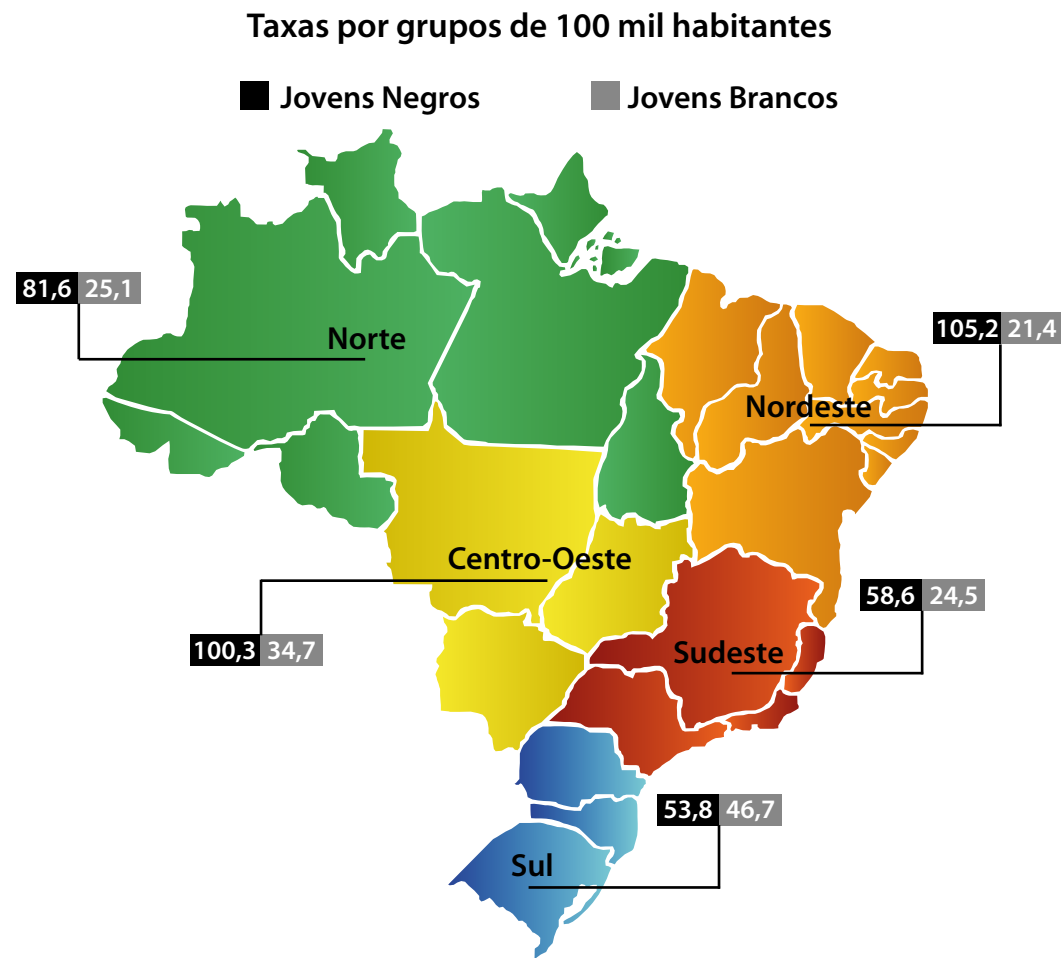 Taxas por grupos de 100 mil habitantes
Jovens Negros Jovens Brancos
81,6 25,1
Norte
105,2 21,4
Nordeste
Centro-Oeste
100,3 34,7
58,6 24,5
Sudeste
53,8 46,7
Sul